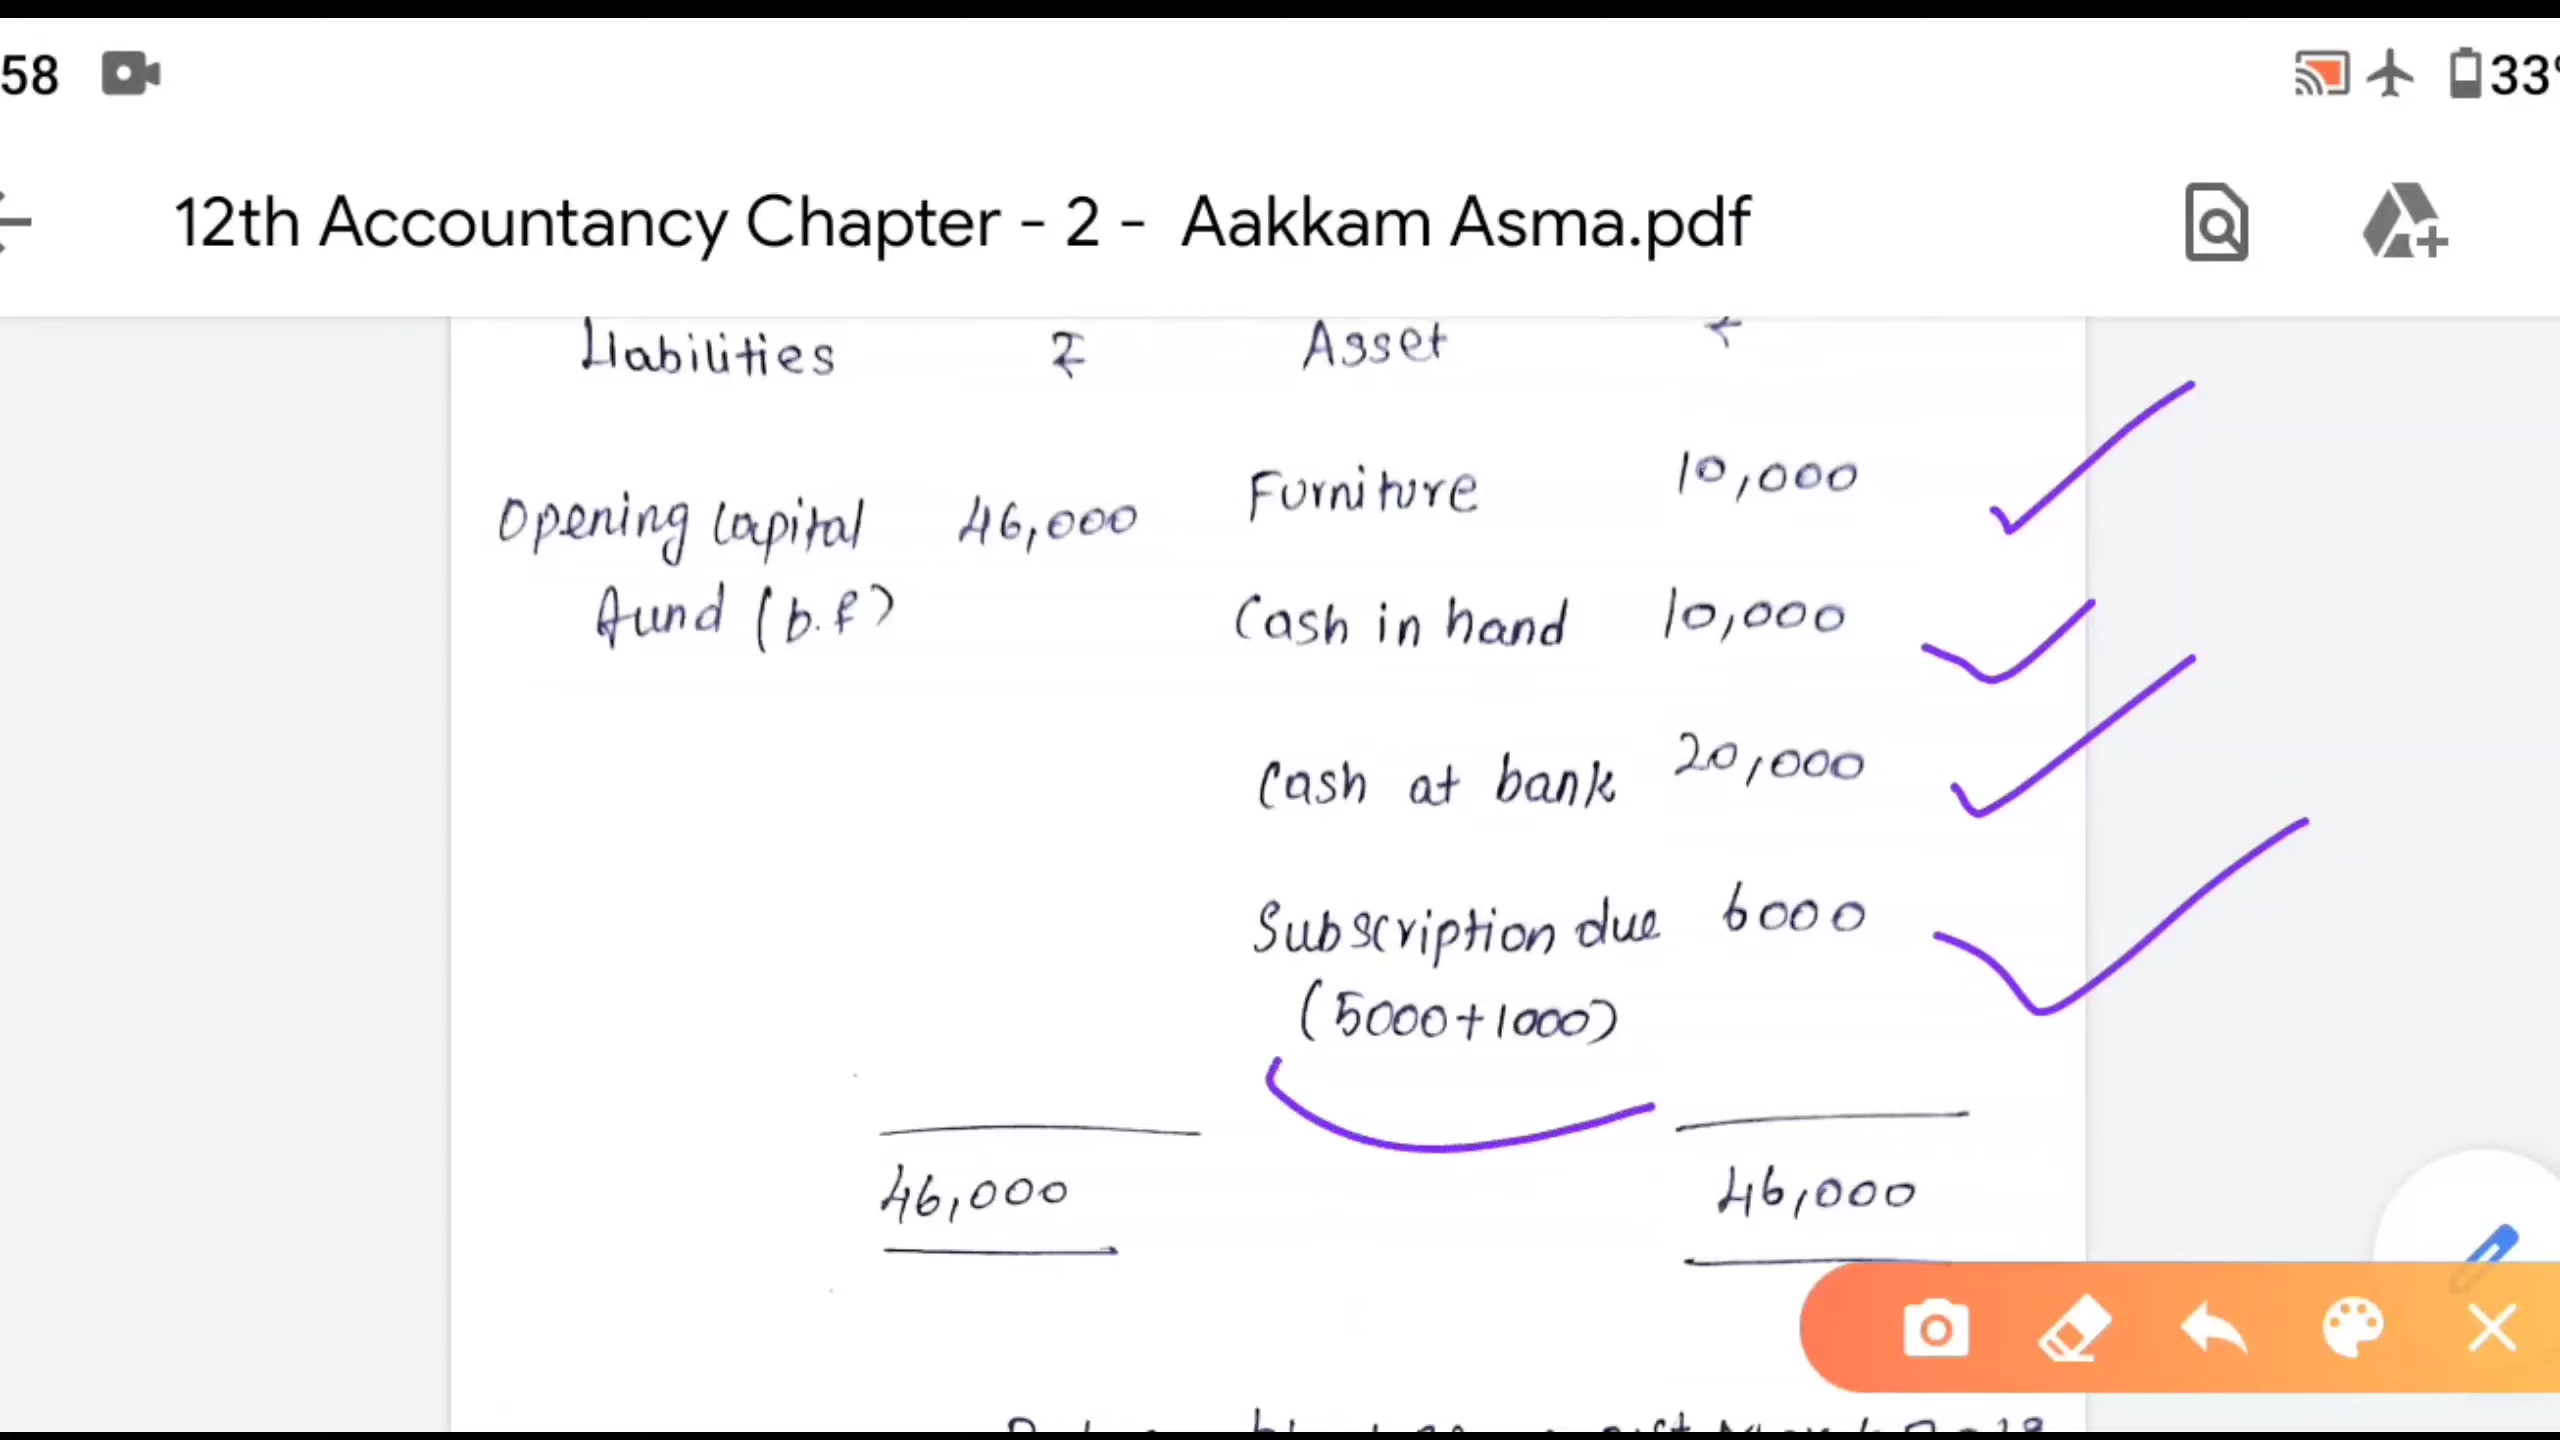 58
33
12th Accountancy Chapter - 2 - Aakkam Asma.pdf
Liabilities ₹ Asset ₹
Opening Capital 46,000 Furniture 10,000
fund (b.f) Cash in hand 10,000
Cash at bank 20,000
Subscription due 6000
(5000+1000)
46,000 46,000